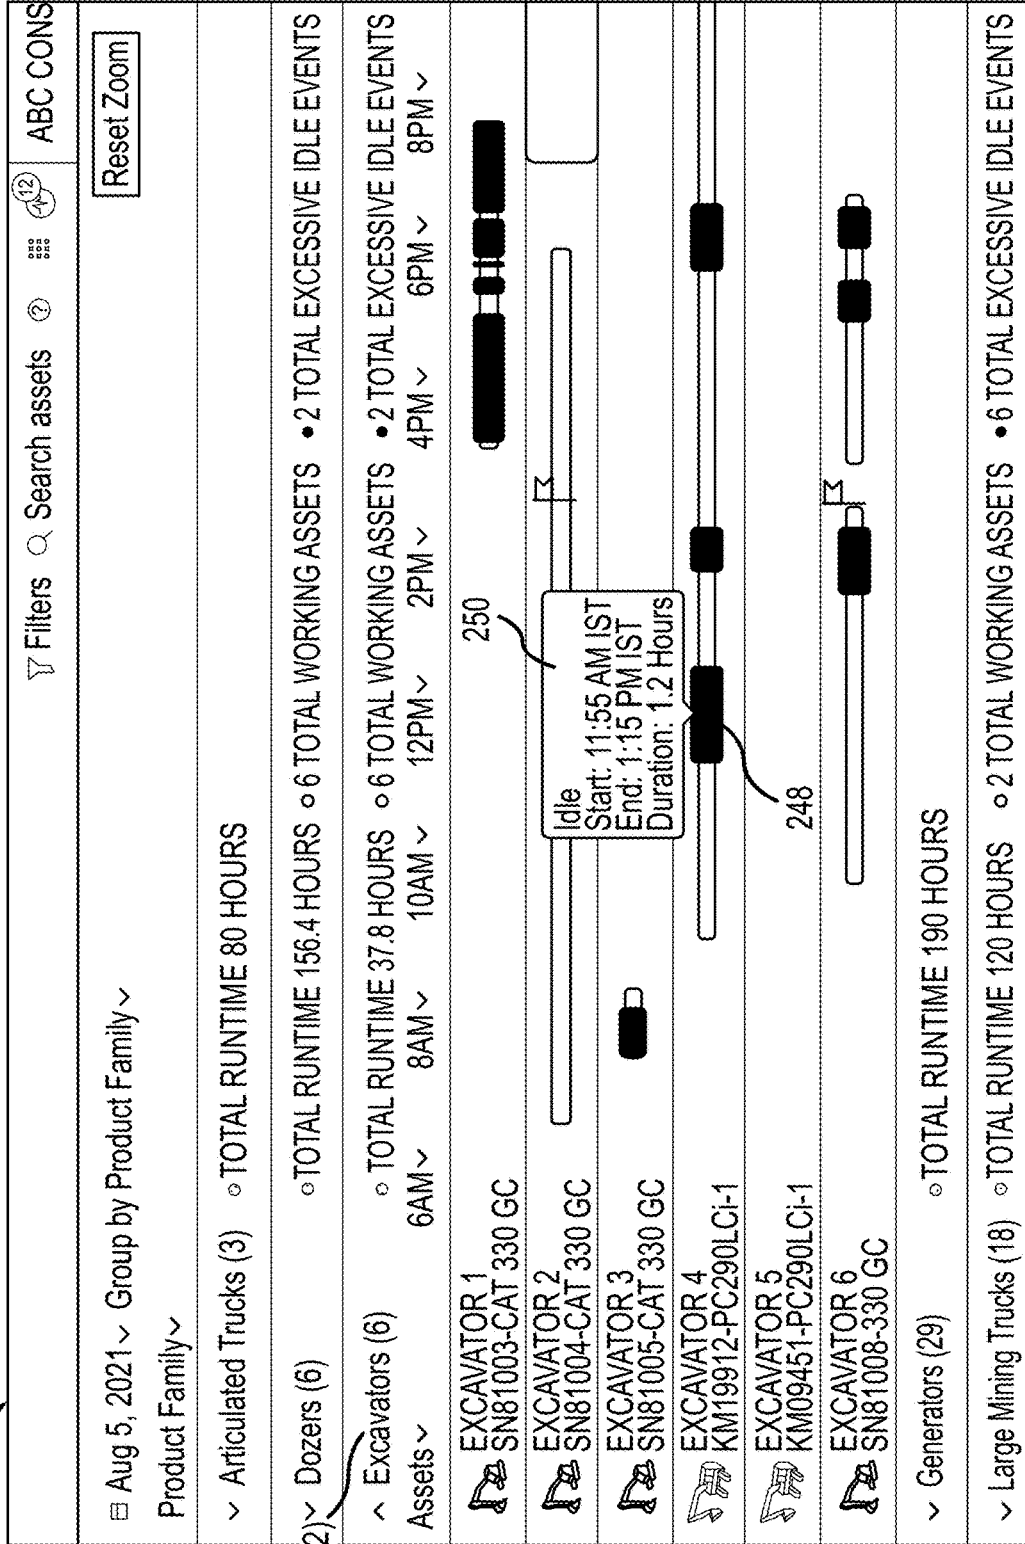 Filters Search assets ? 12 ABC CONS
Aug 5, 2021 Group by Product Family Reset Zoom
Product Family
Articulated Trucks (3) TOTAL RUNTIME 80 HOURS
2) Dozers (6) TOTAL RUNTIME 156.4 HOURS 6 TOTAL WORKING ASSETS • 2 TOTAL EXCESSIVE IDLE EVENTS
Excavators (6) TOTAL RUNTIME 37.8 HOURS 6 TOTAL WORKING ASSETS • 2 TOTAL EXCESSIVE IDLE EVENTS
Assets 6AM 8AM 10AM 12PM 2PM 4PM 6PM 8PM
EXCAVATOR 1
SN81003-CAT 330 GC
250
EXCAVATOR 2
SN81004-CAT 330 GC
Idle
Start: 11:55 AM IST
End: 1:15 PM IST
Duration: 1.2 Hours
EXCAVATOR 3
SN81005-CAT 330 GC
EXCAVATOR 4
KM19912-PC290LCi-1
EXCAVATOR 5
KM09451-PC290LCi-1
248
EXCAVATOR 6
SN81008-330 GC
Generators (29) TOTAL RUNTIME 190 HOURS
Large Mining Trucks (18) TOTAL RUNTIME 120 HOURS 2 TOTAL WORKING ASSETS • 6 TOTAL EXCESSIVE IDLE EVENTS